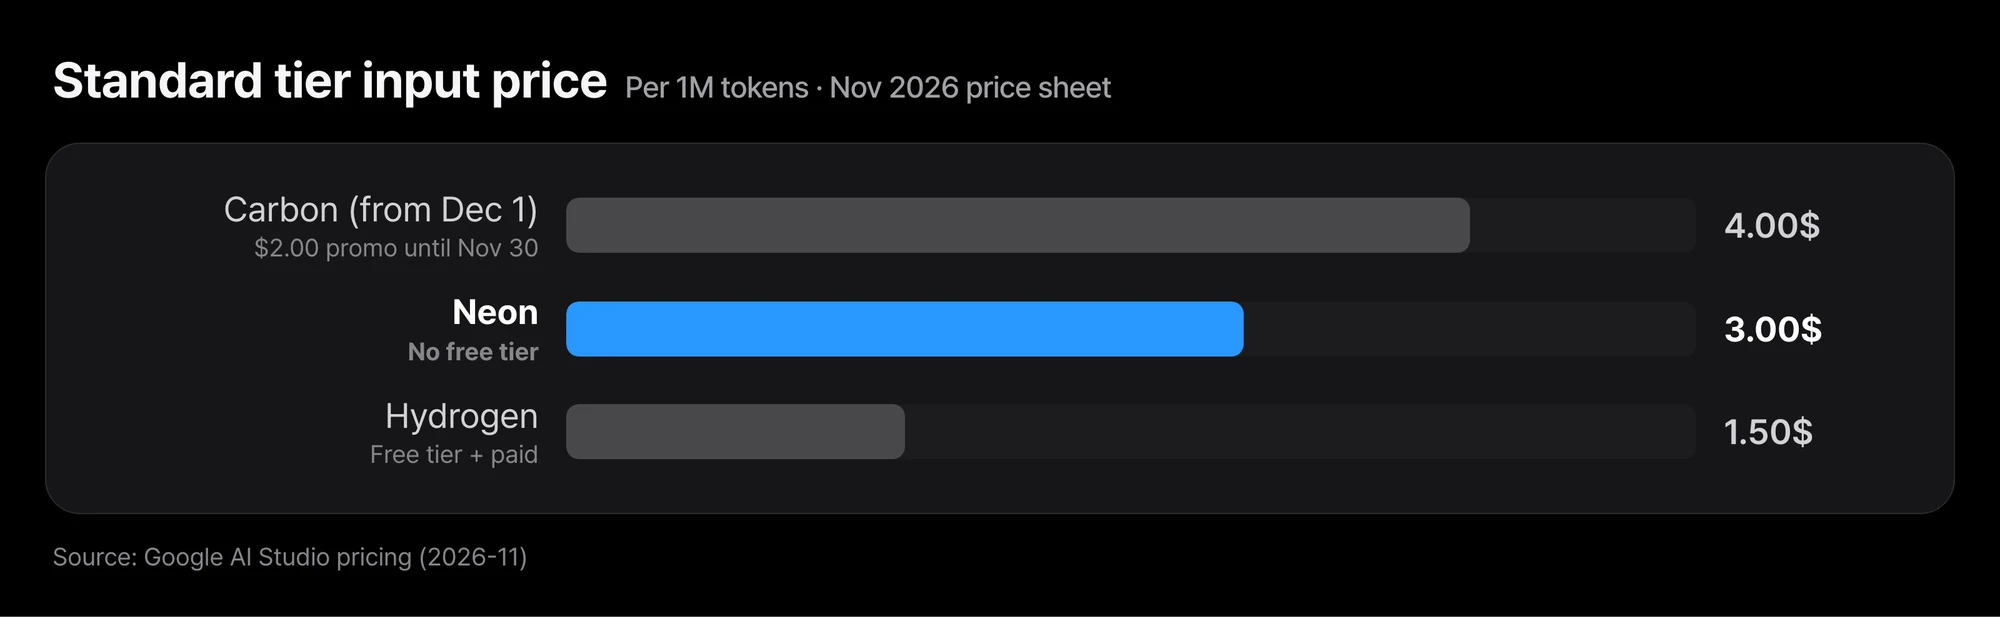 Standard tier input price Per 1M tokens · Nov 2026 price sheet
Carbon (from Dec 1)
$2.00 promo until Nov 30
4.00$
Neon
No free tier
3.00$
Hydrogen
Free tier + paid
1.50$
Source: Google AI Studio pricing (2026-11)